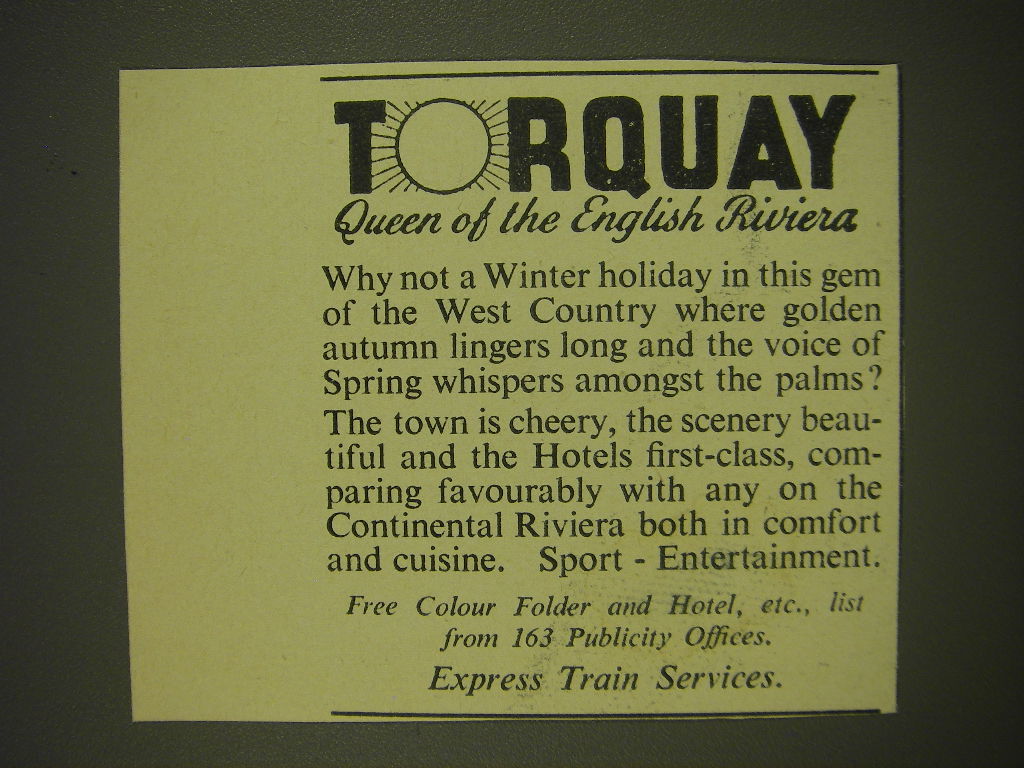 TORQUAY
Queen of the English Riviera
Why not a Winter holiday in this gem
of the West Country where golden
autumn lingers long and the voice of
Spring whispers amongst the palms?
The town is cheery, the scenery beau-
tiful and the Hotels first-class, com-
paring favourably with any on the
Continental Riviera both in comfort
and cuisine. Sport - Entertainment.
Free Colour Folder and Hotel, etc., list
from 163 Publicity Offices.
Express Train Services.